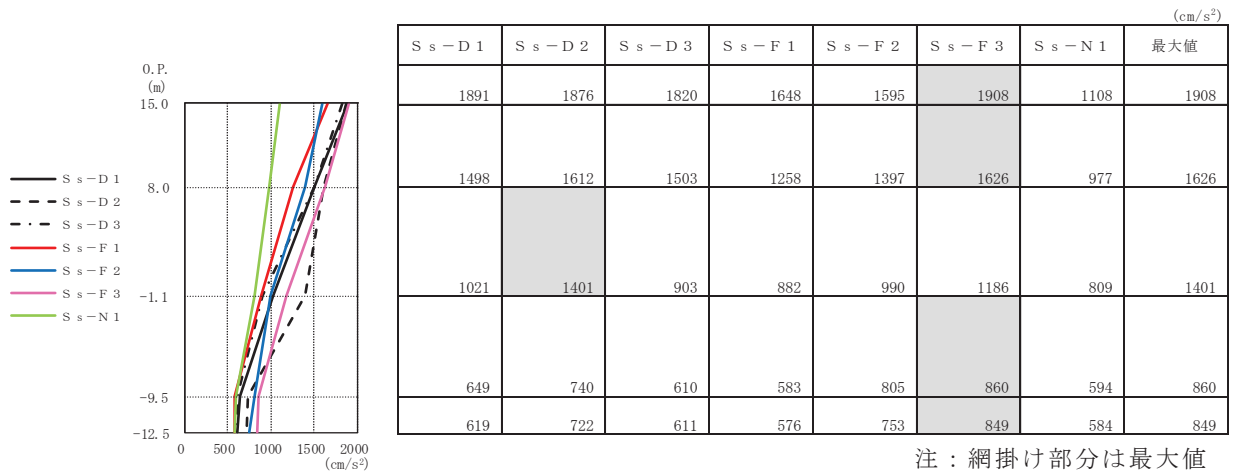 (cm/s²)
Ｓｓ－Ｄ１ Ｓｓ－Ｄ２ Ｓｓ－Ｄ３ Ｓｓ－Ｆ１ Ｓｓ－Ｆ２ Ｓｓ－Ｆ３ Ｓｓ－Ｎ１ 最大値
1891 1876 1820 1648 1595 1908 1108 1908
1498 1612 1503 1258 1397 1626 977 1626
1021 1401 903 882 990 1186 809 1401
649 740 610 583 805 860 594 860
619 722 611 576 753 849 584 849
O.P.
(m)
15.0
8.0
-1.1
-9.5
-12.5
0 500 1000 1500 2000
(cm/s²)
Ｓｓ－Ｄ１
Ｓｓ－Ｄ２
Ｓｓ－Ｄ３
Ｓｓ－Ｆ１
Ｓｓ－Ｆ２
Ｓｓ－Ｆ３
Ｓｓ－Ｎ１
注：網掛け部分は最大値